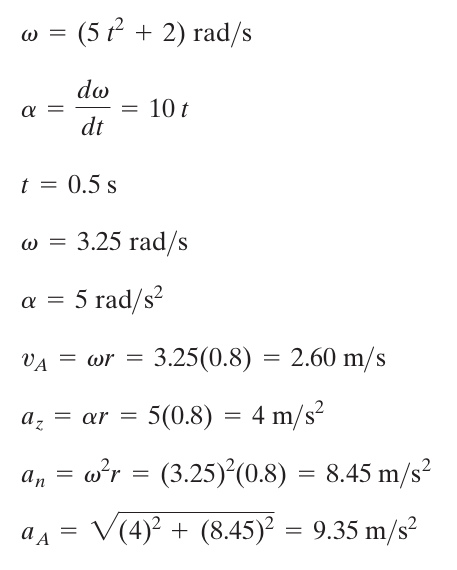 ω = (5 t² + 2) rad/s
α = dω/dt = 10 t
t = 0.5 s
ω = 3.25 rad/s
α = 5 rad/s²
v_A = ωr = 3.25(0.8) = 2.60 m/s
a_z = αr = 5(0.8) = 4 m/s²
a_n = ω²r = (3.25)²(0.8) = 8.45 m/s²
a_A = √((4)² + (8.45)²) = 9.35 m/s²